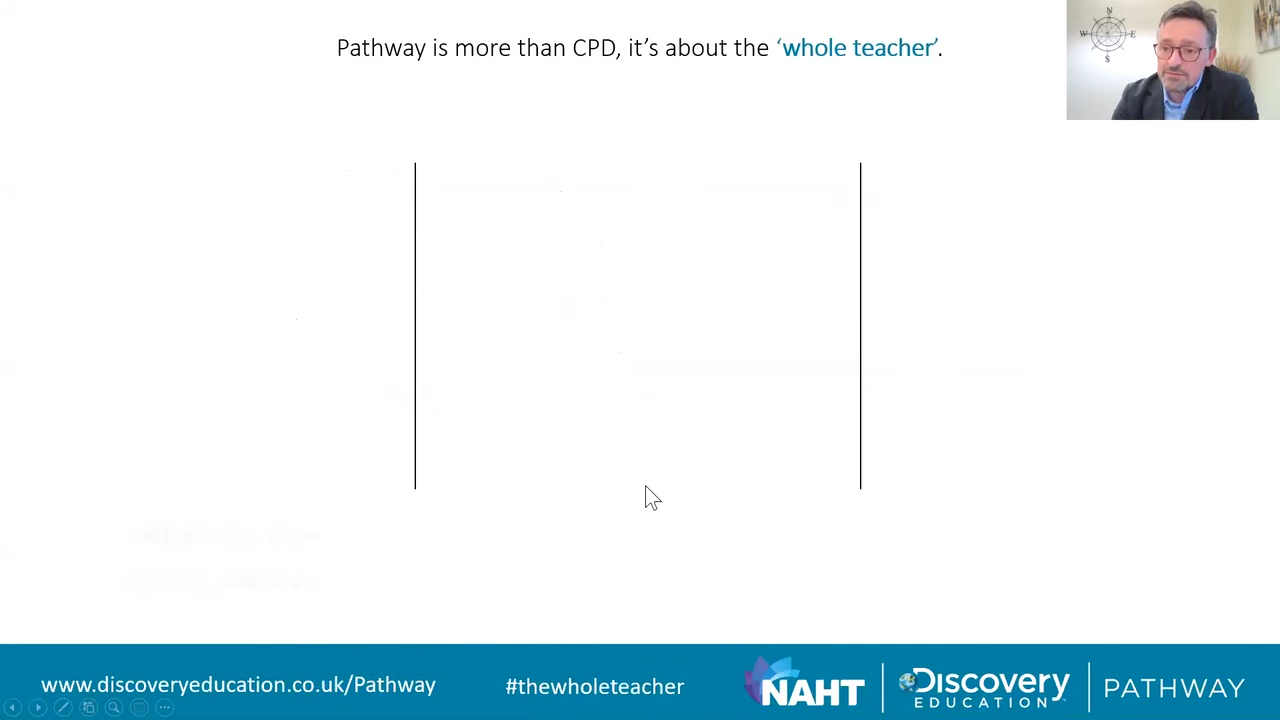 Pathway is more than CPD, it's about the ‘whole teacher’.
N
W
E
S
www.discoveryeducation.co.uk/Pathway
#thewholeteacher
NAHT
Discovery
EDUCATION
PATHWAY